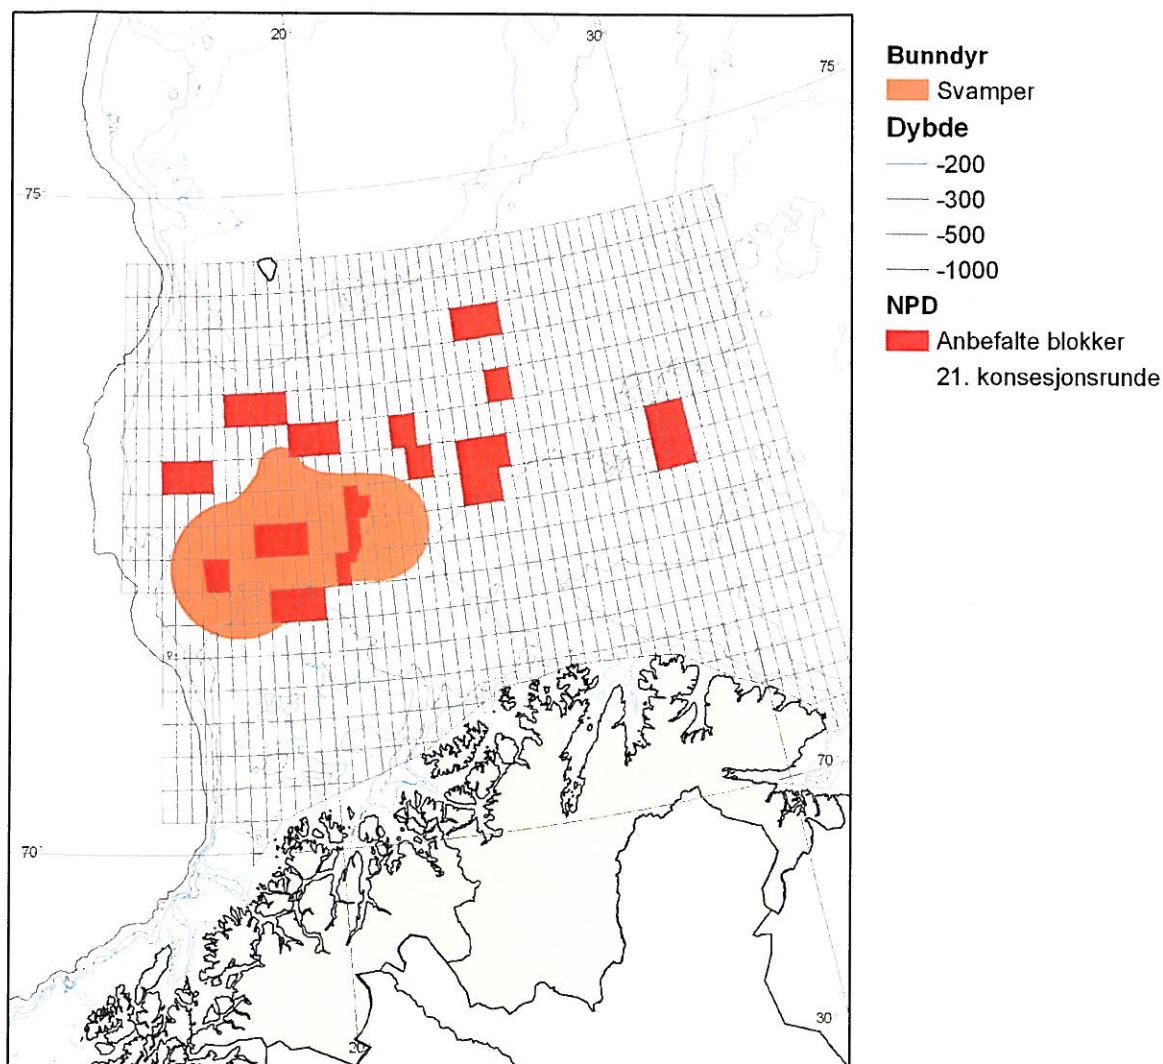 20
30
75
75
70
70
20
30
Bunndyr
Svamper
Dybde
-200
-300
-500
-1000
NPD
Anbefalte blokker
21. konsesjonsrunde